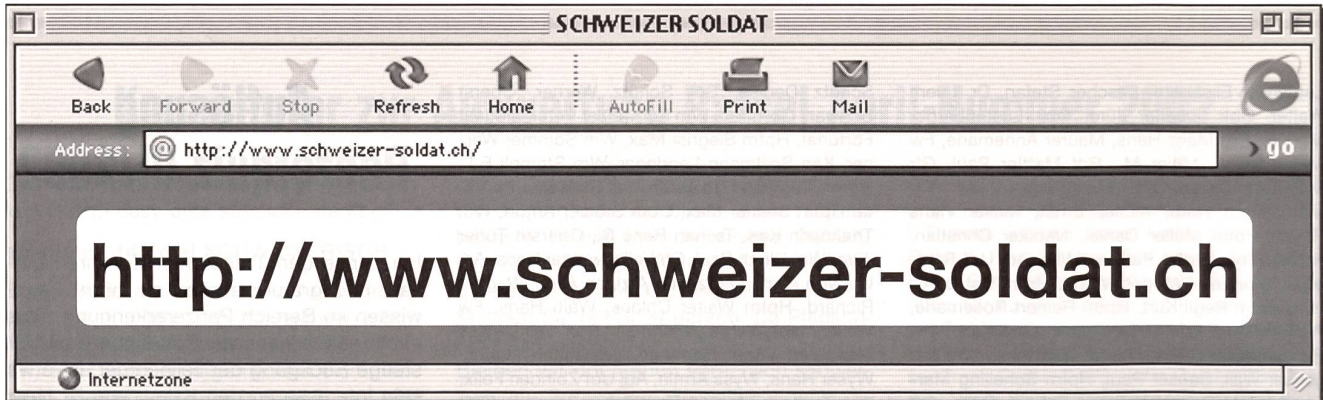 SCHWEIZER SOLDAT
Back Forward Stop Refresh Home AutoFill Print Mail
Address: @ http://www.schweizer-soldat.ch/ › go
http://www.schweizer-soldat.ch
Internetzone